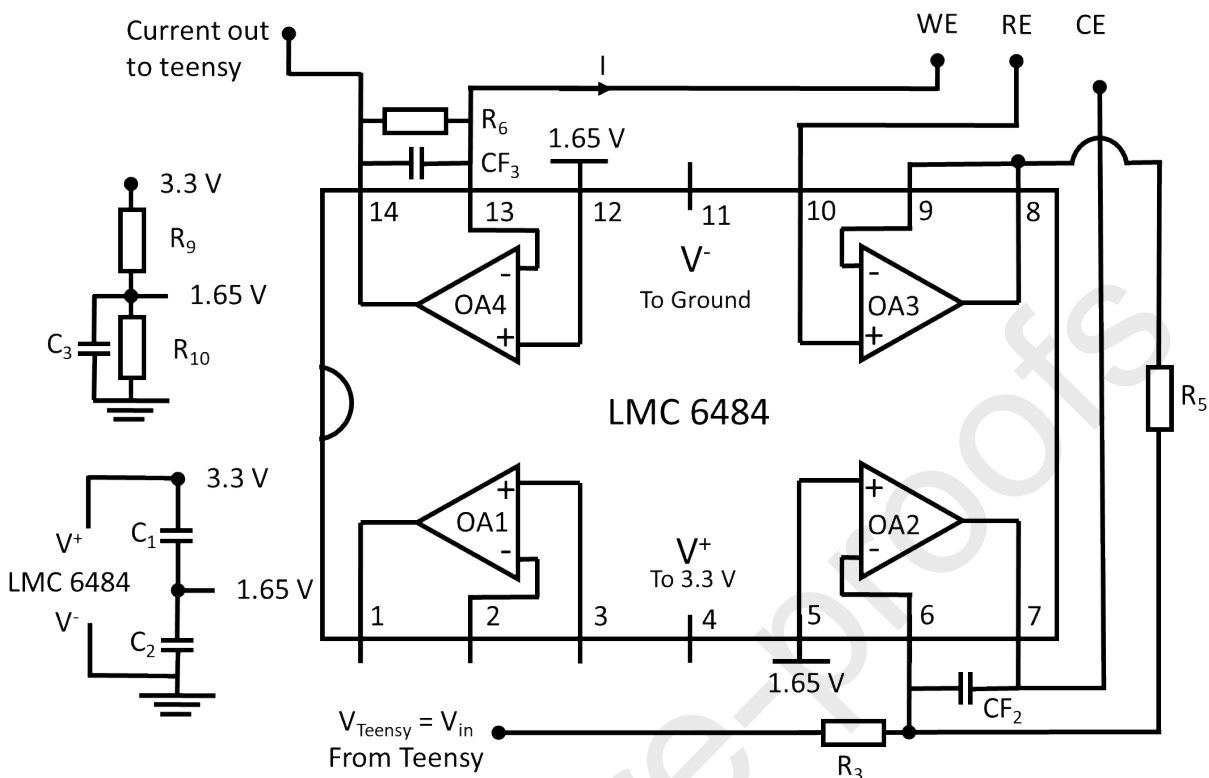 Current out
to teensy
WE
RE
CE
I
R6
1.65 V
CF3
3.3 V
14
13
12
11
10
9
8
R9
V-
To Ground
-
OA4
+
-
OA3
+
1.65 V
C3
R10
LMC 6484
R5
3.3 V
C1
V+
LMC 6484
1.65 V
V-
C2
+
OA1
-
V+
To 3.3 V
+
OA2
-
1
2
3
4
5
6
7
1.65 V
CF2
VTeensy = Vin
From Teensy
R3
e-proofs